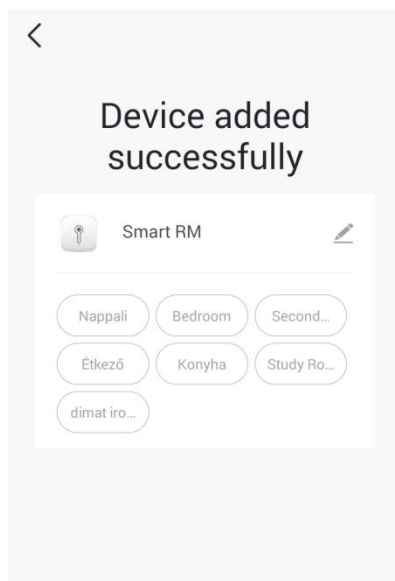 Device added
successfully
Smart RM
Nappali
Bedroom
Second...
Étkező
Konyha
Study Ro...
dimat iro...